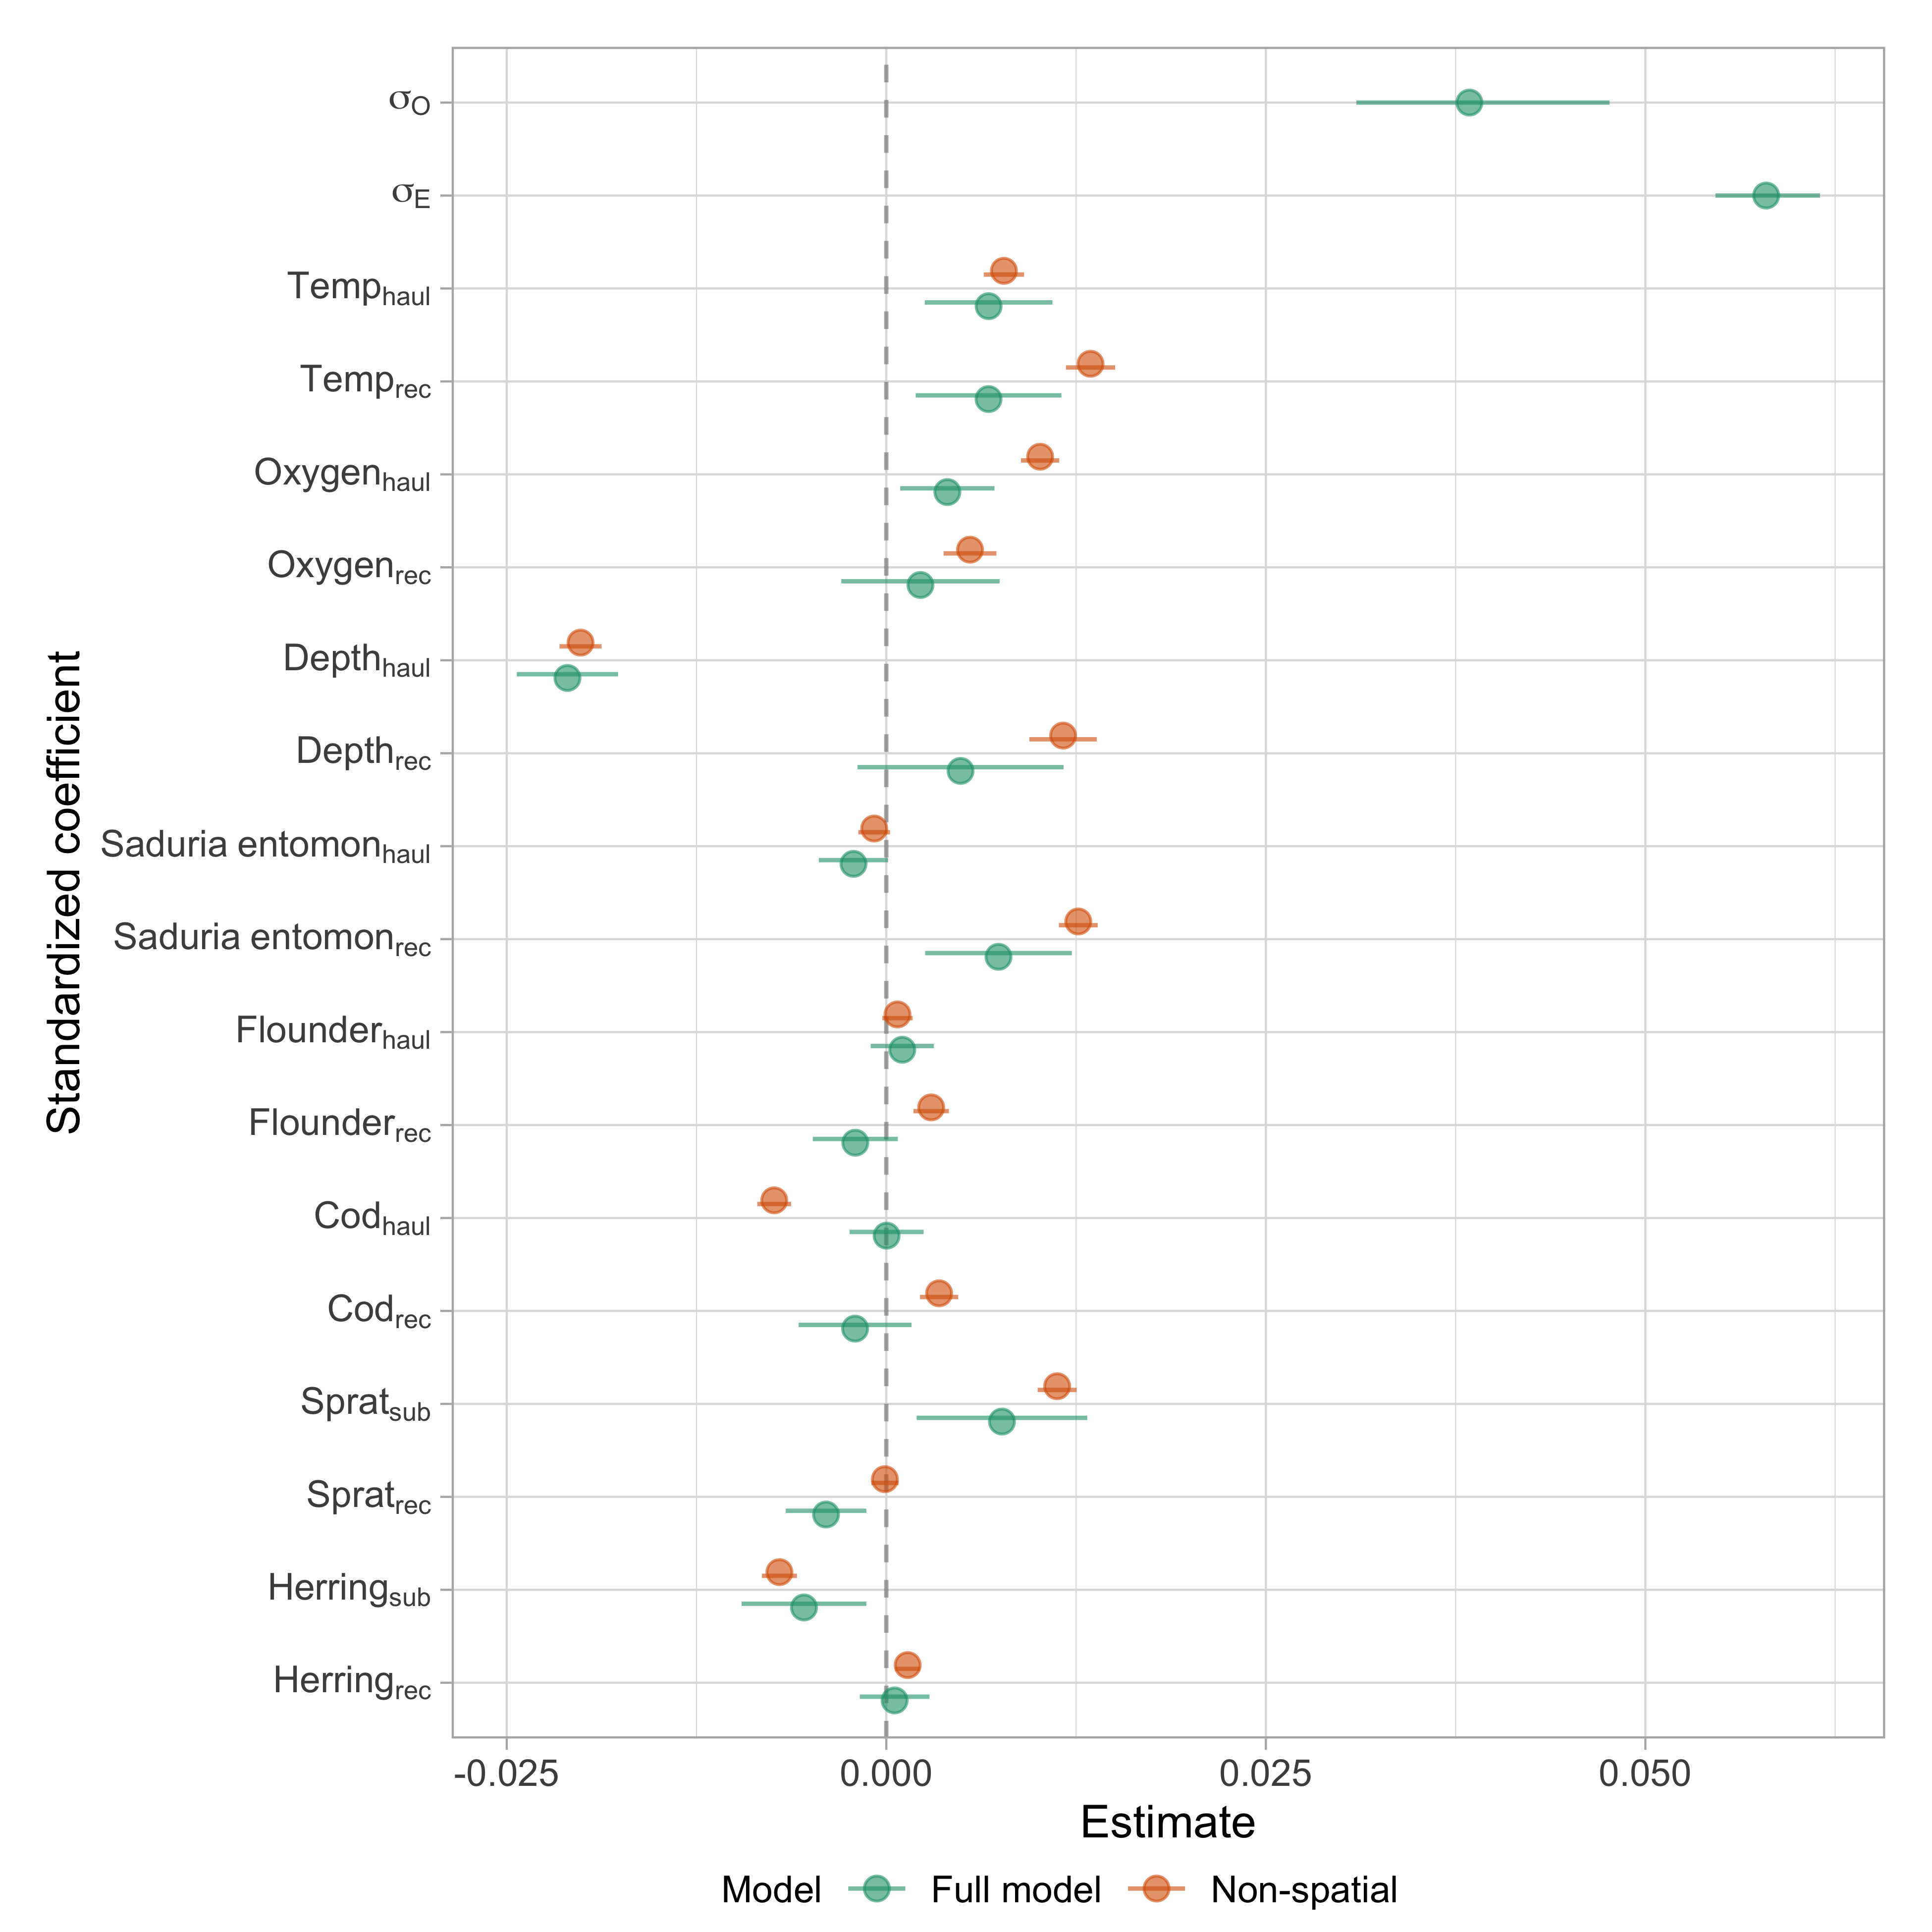 Standardized coefficient
σO
σE
Temphaul
Temprec
Oxygenhaul
Oxygenrec
Depthhaul
Depthrec
Saduria entomonhaul
Saduria entomonrec
Flounderhaul
Flounderrec
Codhaul
Codrec
Spratsub
Spratrec
Herringsub
Herringrec
-0.025 0.000 0.025 0.050
Estimate
Model Full model Non-spatial